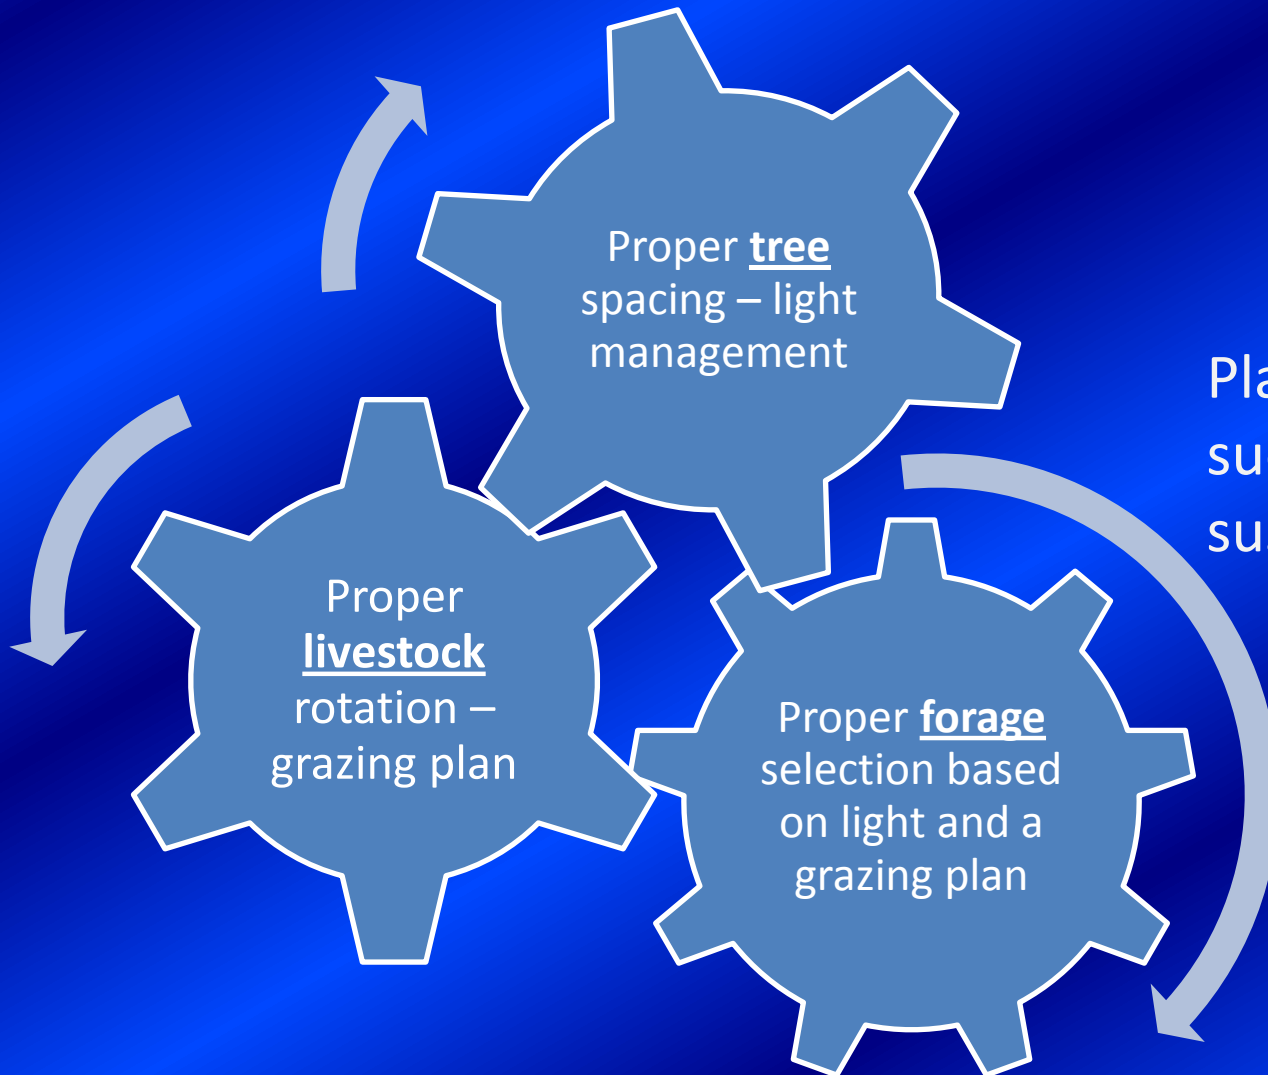 Proper tree
spacing – light
management
Proper
livestock
rotation –
grazing plan
Proper forage
selection based
on light and a
grazing plan